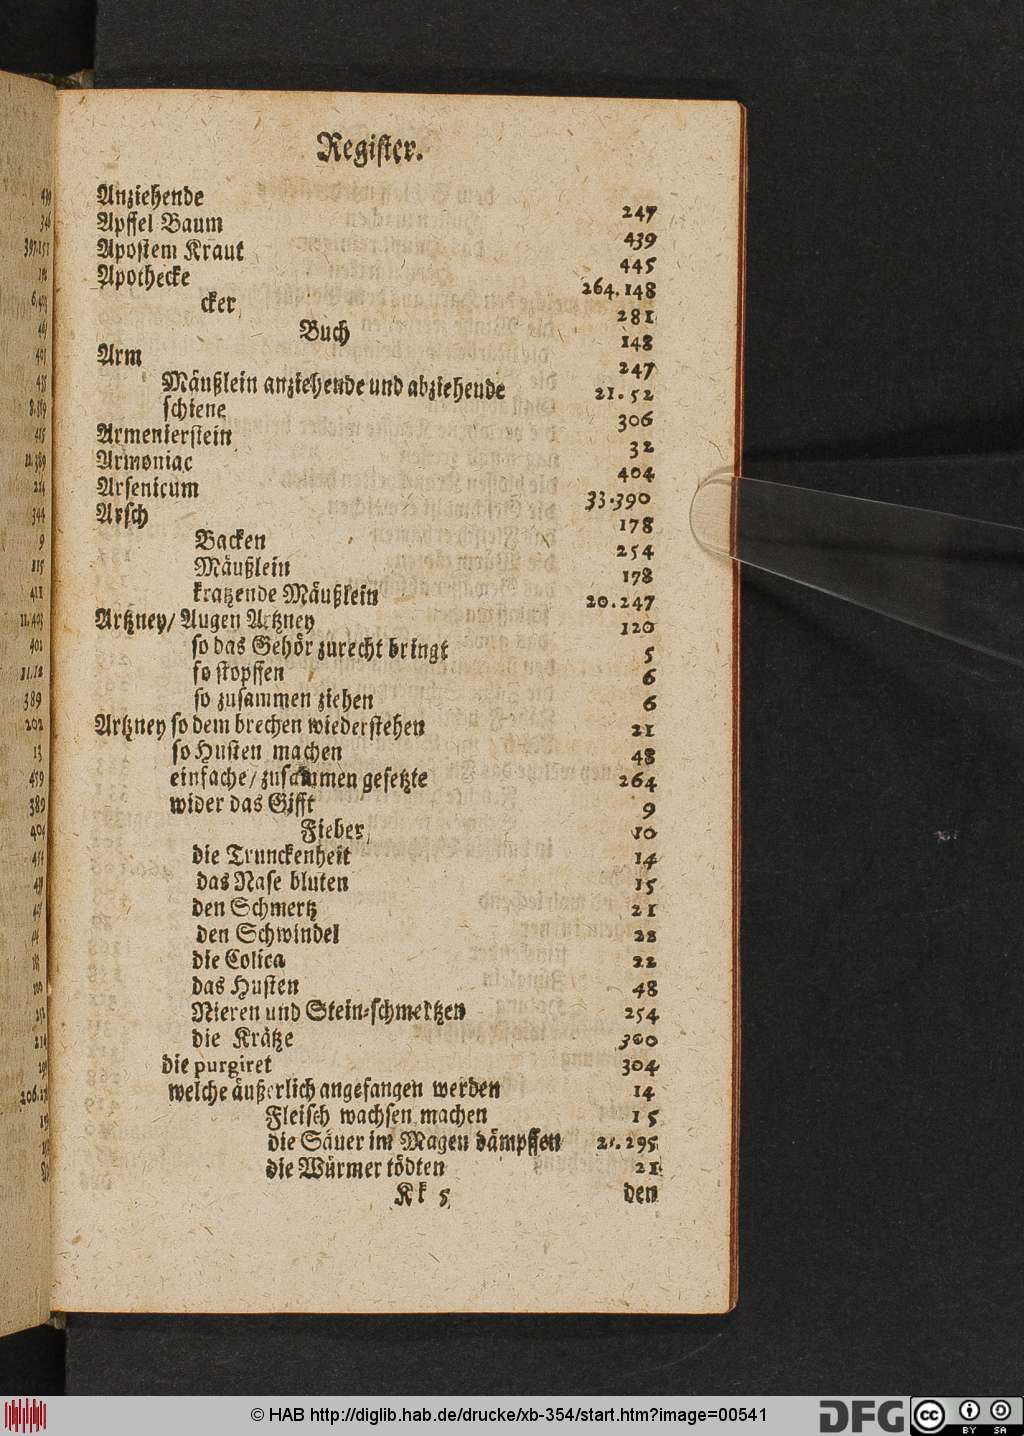 Register.
Anziehende 247
Apffel Baum 439
Apostem Kraut 445
Apothecke 264.148
cker 281
Buch 148
Arm 247
Mäußlein anziehende und abziehende 21.52
schiene 306
Armenierstein 32
Armoniac 404
Arsenicum 33.390
Arsch 178
Backen 254
Mäußlein 178
kratzende Mäußlein 20.247
Artzney/ Augen Artzney 120
so das Gehör zurecht bringt 5
so stopffen 6
so zusammen ziehen 6
Artzney so dem brechen wiederstehen 21
so Husten machen 48
einfache/ zusammen gesetzte 264
wider das Gifft 9
Fieber 10
die Trunckenheit 14
das Nase bluten 15
den Schmertz 21
den Schwindel 22
die Colica 22
das Husten 48
Nieren und Stein-schmertzen 254
die Krätze 300
die purgiret 304
welche äußerlich angefangen werden 14
Fleisch wachsen machen 15
die Säuer im Magen dämpffen 21.295
die Würmer tödten 21
Kk 5 den
© HAB http://diglib.hab.de/drucke/xb-354/start.htm?image=00541
DFG
cc
BY SA